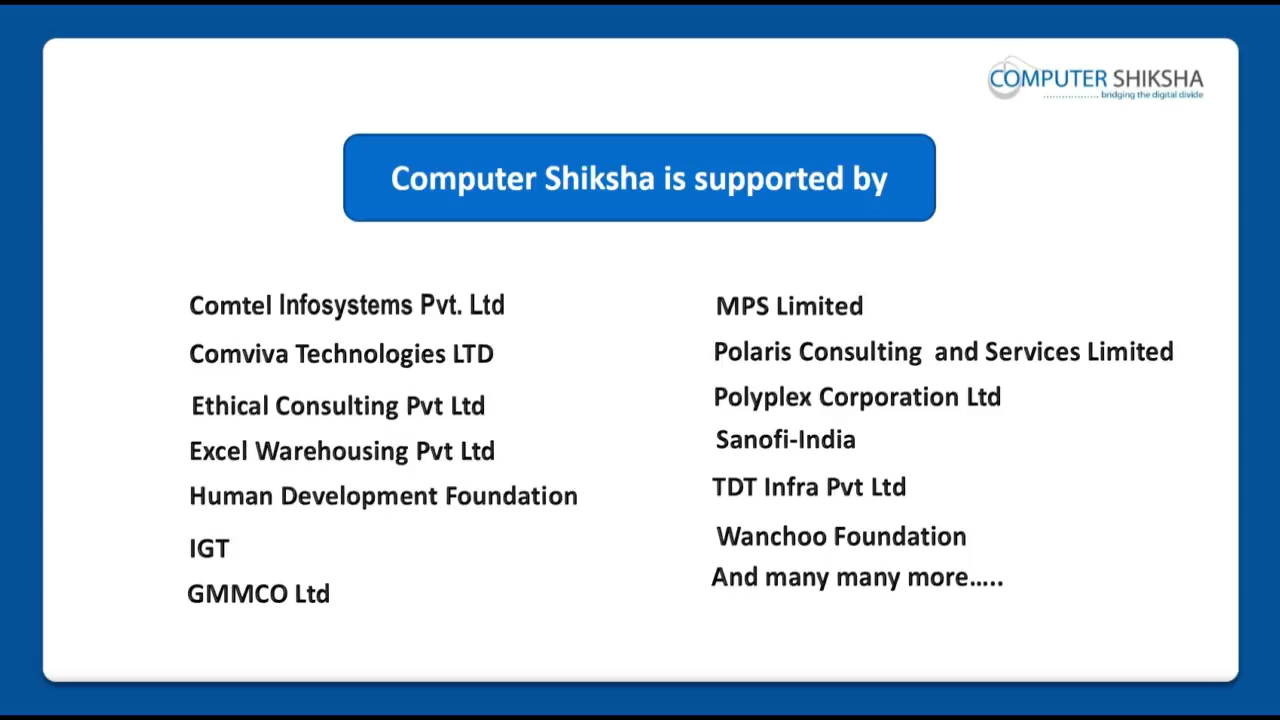 COMPUTER SHIKSHA
bridging the digital divide
Computer Shiksha is supported by
Comtel Infosystems Pvt. Ltd
Comviva Technologies LTD
Ethical Consulting Pvt Ltd
Excel Warehousing Pvt Ltd
Human Development Foundation
IGT
GMMCO Ltd
MPS Limited
Polaris Consulting and Services Limited
Polyplex Corporation Ltd
Sanofi-India
TDT Infra Pvt Ltd
Wanchoo Foundation
And many many more.....